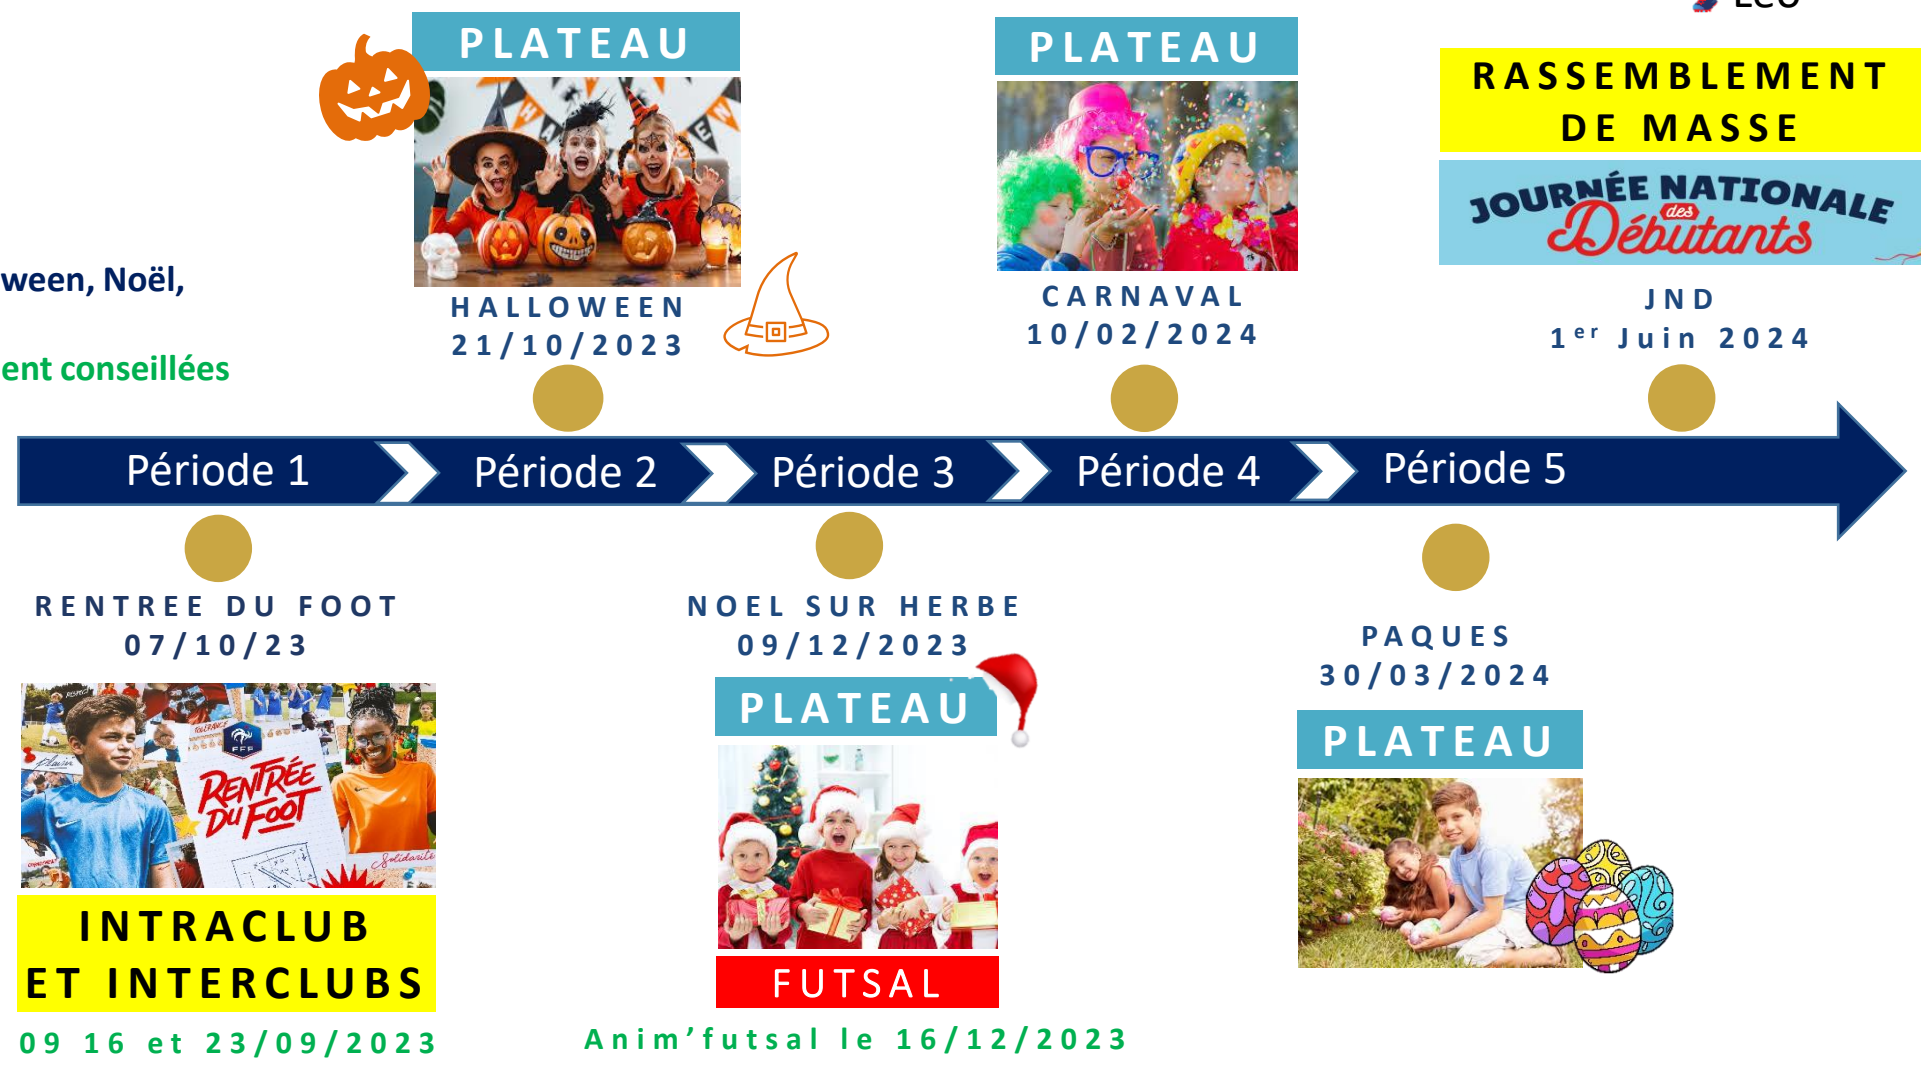 PLATEAU
HALLOWEEN
21/10/2023
PLATEAU
CARNAVAL
10/02/2024
RASSEMBLEMENT
DE MASSE
JOURNÉE NATIONALE
des
Débutants
JND
1er Juin 2024
ween, Noël,
ent conseillées
Période 1
Période 2
Période 3
Période 4
Période 5
RENTREE DU FOOT
07/10/23
FFF
RENTRÉE
DU FOOT
Plaisir
Solidarité
INTRACLUB
ET INTERCLUBS
09 16 et 23/09/2023
NOEL SUR HERBE
09/12/2023
PLATEAU
FUTSAL
Anim’futsal le 16/12/2023
PAQUES
30/03/2024
PLATEAU